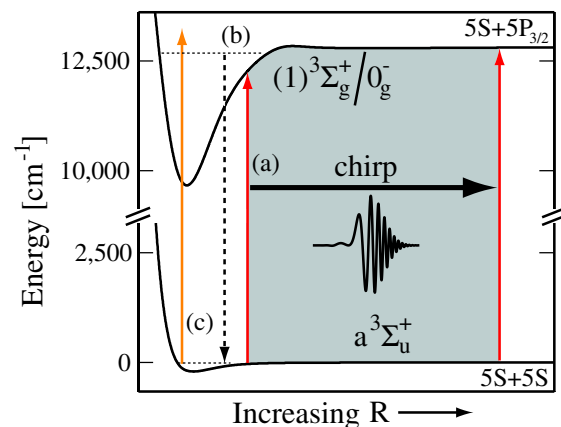 5S+5P3/2
(b)
12,500
(1)³Σg⁺/0g⁻
(a)
10,000
chirp
Energy [cm⁻¹]
2,500
(c)
a³Σu⁺
0
5S+5S
Increasing R